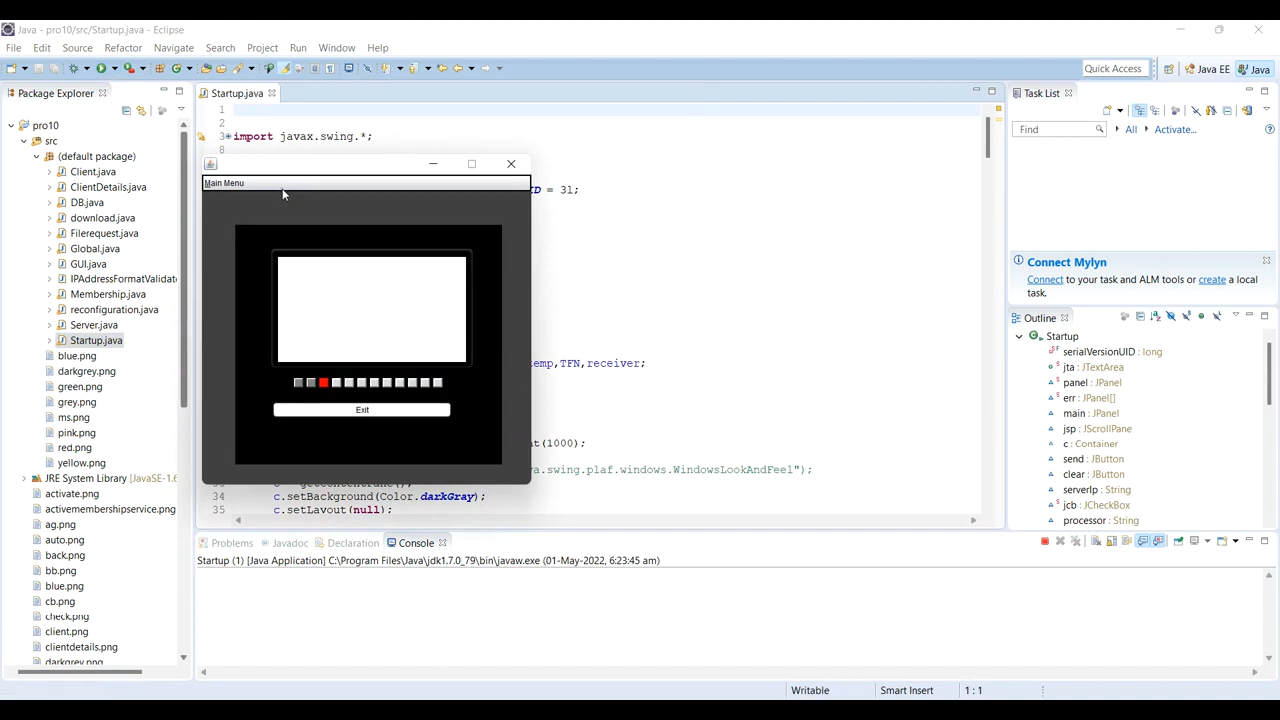 Java - pro10/src/Startup.java - Eclipse
File Edit Source Refactor Navigate Search Project Run Window Help
Quick Access Java EE Java
Package Explorer
pro10
src
(default package)
Client.java
ClientDetails.java
DB.java
download.java
Filerequest.java
Global.java
GUI.java
IPAddressFormatValidat
Membership.java
reconfiguration.java
Server.java
Startup.java
blue.png
darkgrey.png
green.png
grey.png
ms.png
pink.png
red.png
yellow.png
JRE System Library [JavaSE-1.6
activate.png
activemembershipservice.png
ag.png
auto.png
back.png
bb.png
blue.png
cb.png
check.png
client.png
clientdetails.png
darkgrey.png
Startup.java
1
2
3 import javax.swing.*;
8
ID = 3l;
temp,TFN,receiver;
t(1000);
a.swing.plaf.windows.WindowsLookAndFeel");
34 c.setBackground(Color.darkGray);
35 c.setLayout(null);
Main Menu
Exit
Task List
Find All Activate...
Connect Mylyn
Connect to your task and ALM tools or create a local
task.
Outline
Startup
serialVersionUID : long
jta : JTextArea
panel : JPanel
err : JPanel[]
main : JPanel
jsp : JScrollPane
c : Container
send : JButton
clear : JButton
serverIp : String
jcb : JCheckBox
processor : String
Problems Javadoc Declaration Console
Startup (1) [Java Application] C:\Program Files\Java\jdk1.7.0_79\bin\javaw.exe (01-May-2022, 6:23:45 am)
Writable Smart Insert 1 : 1